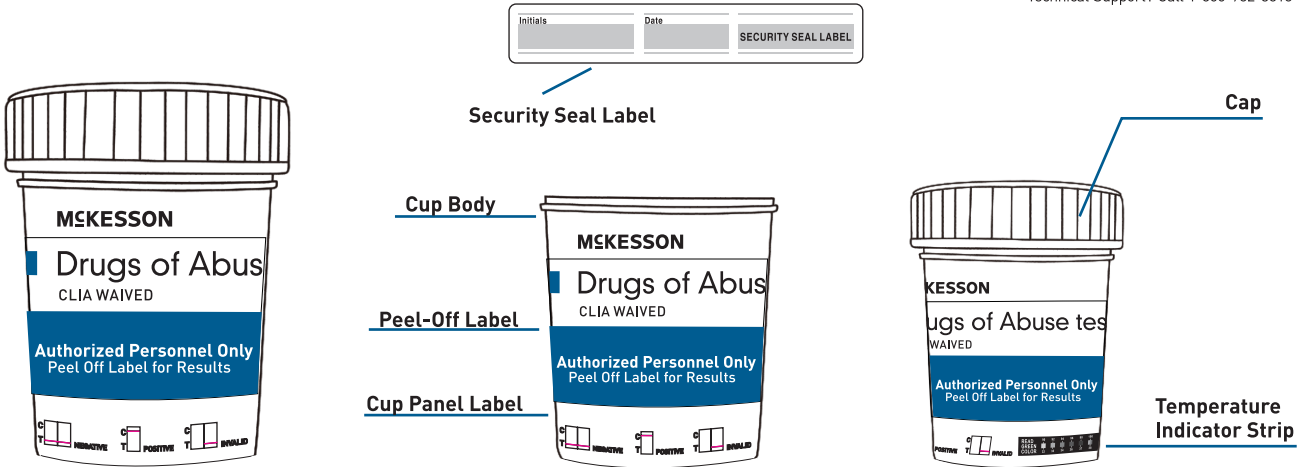 Initials
Date
SECURITY SEAL LABEL
Security Seal Label
Cap
MCKESSON
Drugs of Abus
CLIA WAIVED
Authorized Personnel Only
Peel Off Label for Results
C
T
NEGATIVE
C
T
POSITIVE
C
T
INVALID
Cup Body
Peel-Off Label
Cup Panel Label
MCKESSON
Drugs of Abus
CLIA WAIVED
Authorized Personnel Only
Peel Off Label for Results
C
T
NEGATIVE
C
T
POSITIVE
C
T
INVALID
KESSON
ugs of Abuse tes
WAIVED
Authorized Personnel Only
Peel Off Label for Results
POSITIVE
C
T
INVALID
READ
GREEN
COLOR
Temperature
Indicator Strip